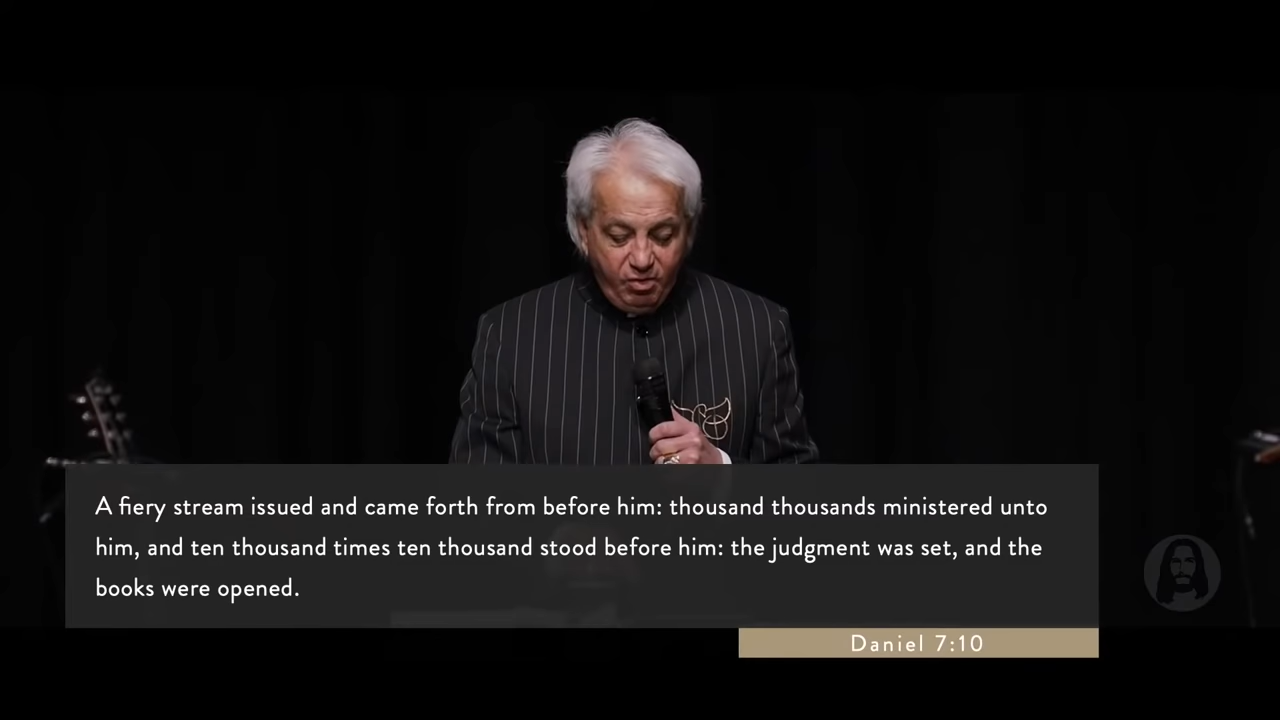 A fiery stream issued and came forth from before him: thousand thousands ministered unto
him, and ten thousand times ten thousand stood before him: the judgment was set, and the
books were opened.
Daniel 7:10